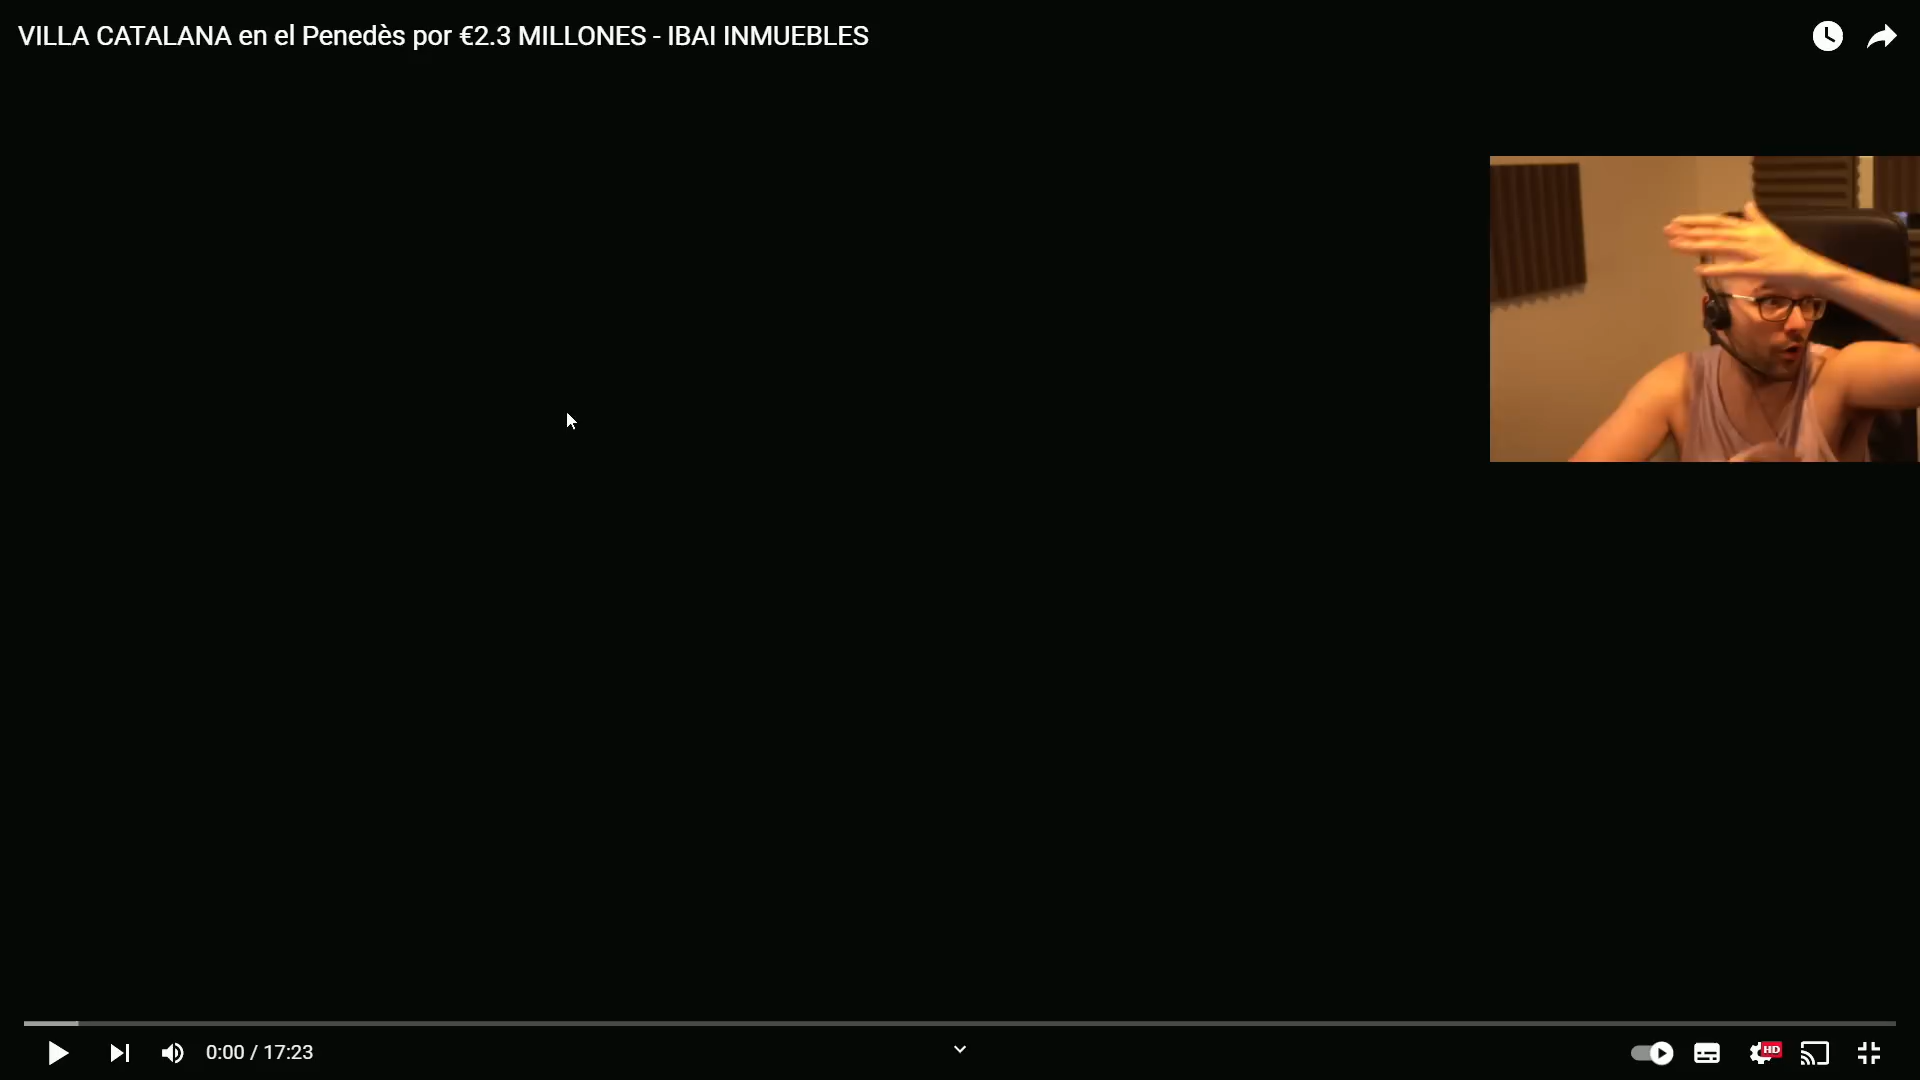 VILLA CATALANA en el Penedès por €2.3 MILLONES - IBAI INMUEBLES
0:00 / 17:23
HD